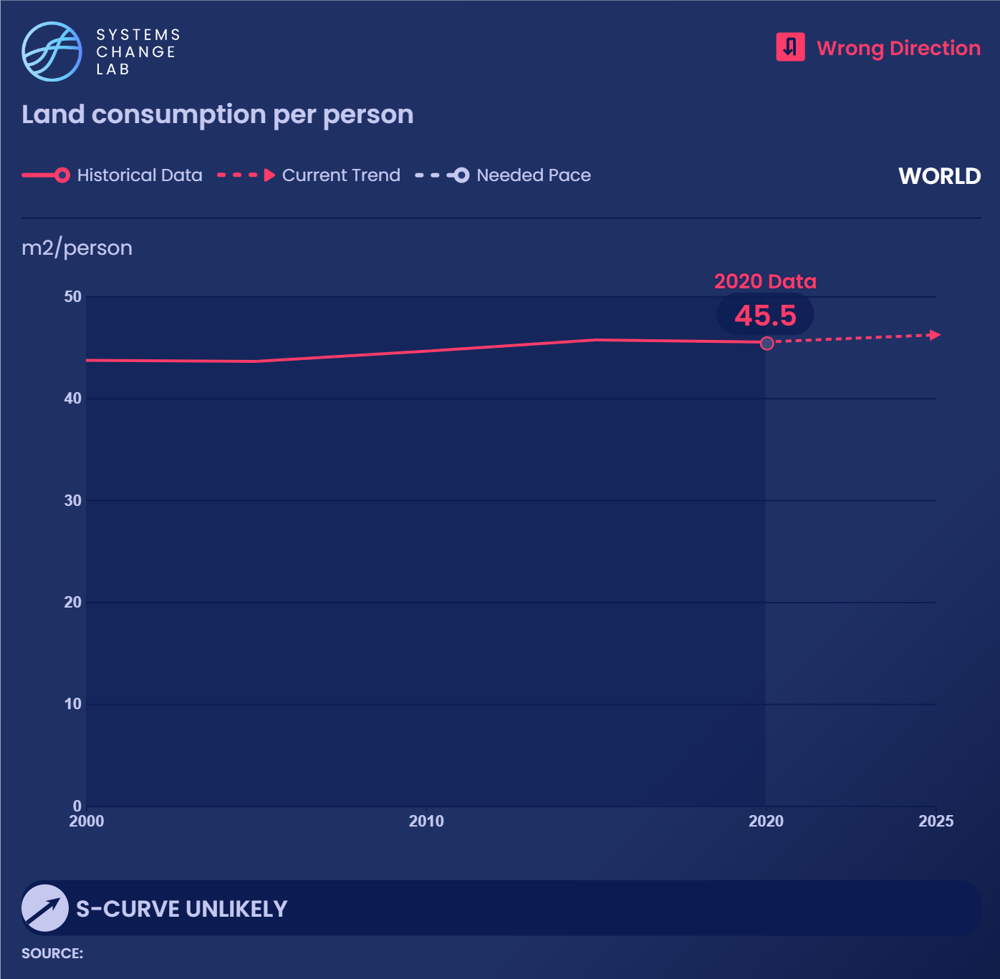 SYSTEMS
CHANGE
LAB
Wrong Direction
Land consumption per person
Historical Data
Current Trend
Needed Pace
WORLD
m2/person
2020 Data
45.5
50
40
30
20
10
0
2000
2010
2020
2025
S-CURVE UNLIKELY
SOURCE: